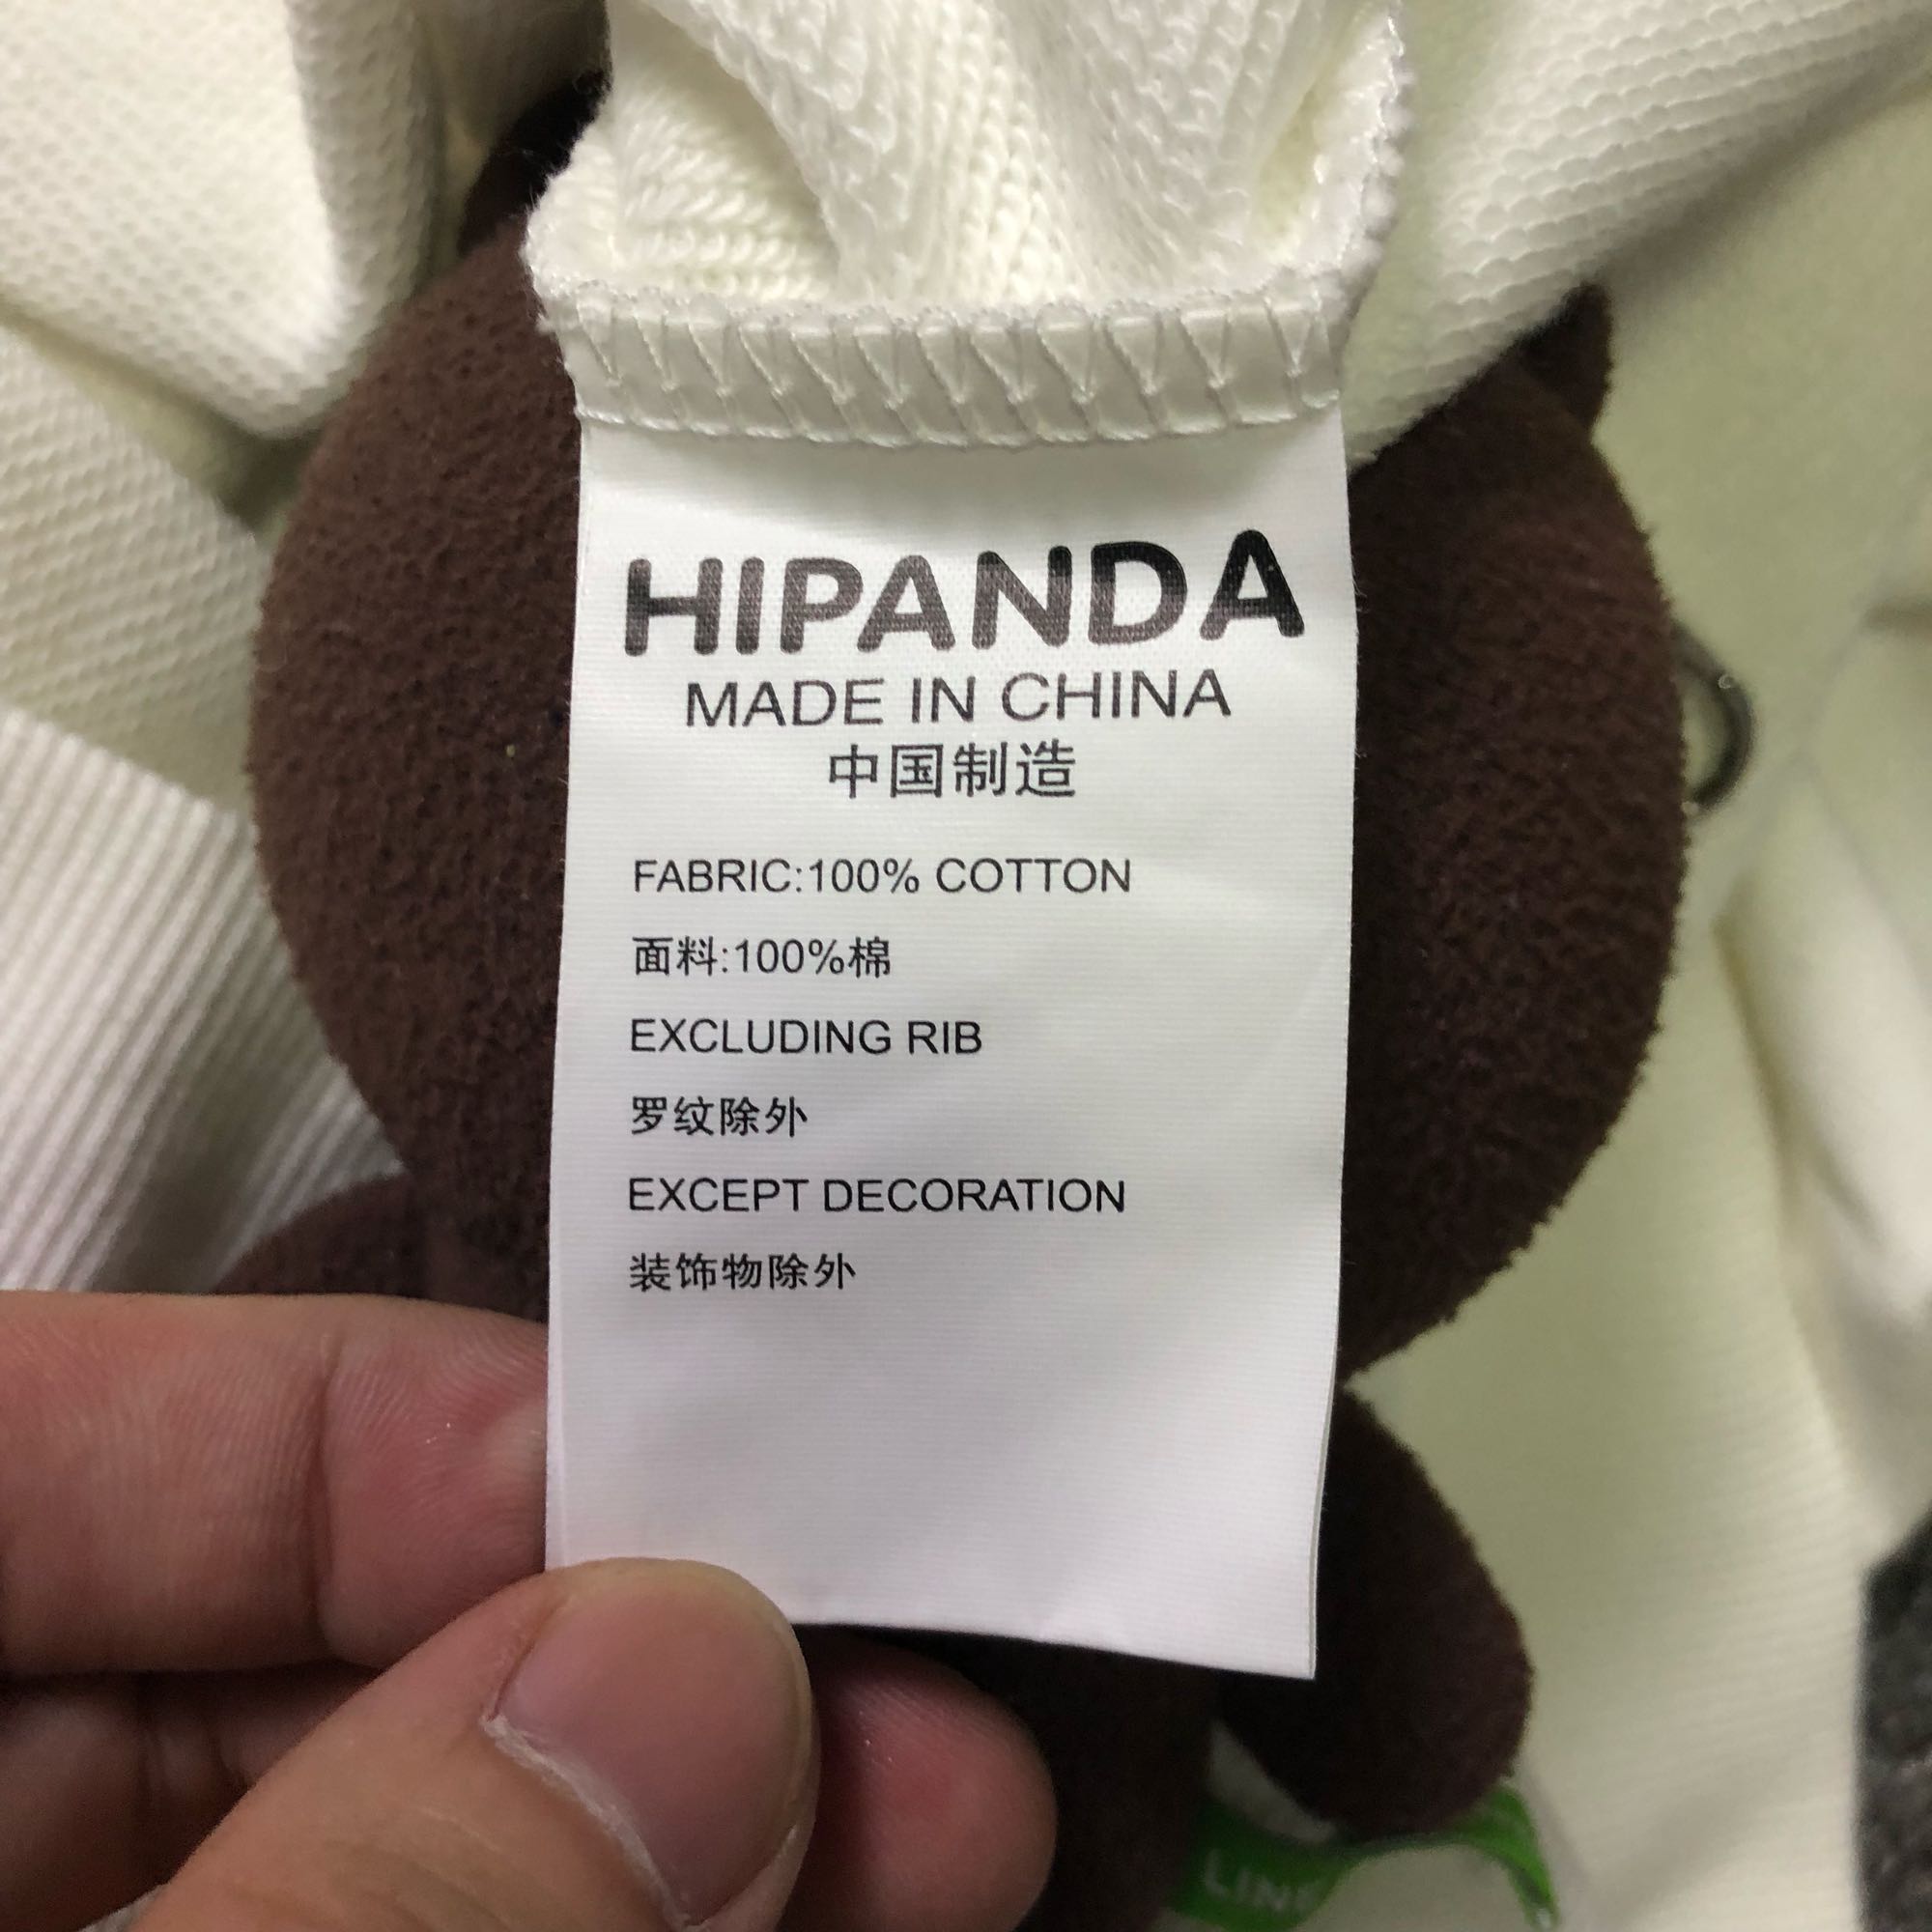 HIPANDA
MADE IN CHINA
中国制造
FABRIC:100% COTTON
面料:100%棉
EXCLUDING RIB
罗纹除外
EXCEPT DECORATION
装饰物除外
LINE